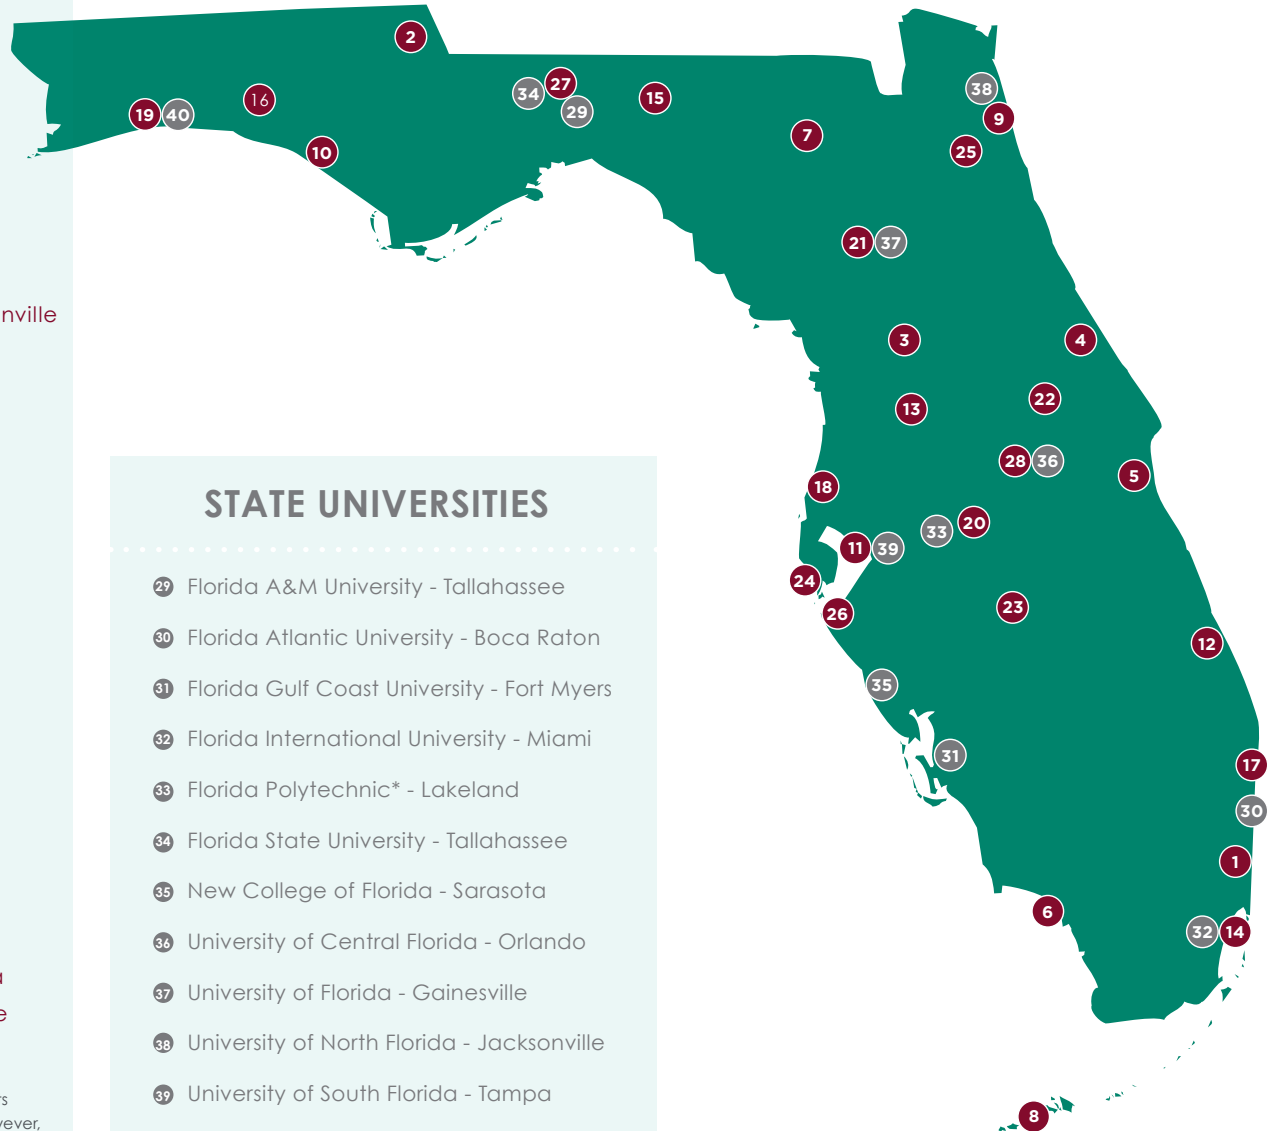 2
27
34
29
15
38
9
16
19
40
7
10
25
21
37
nville
3
4
22
13
28
36
5
18
STATE UNIVERSITIES
33
20
11
39
24
26
23
12
29 Florida A&M University - Tallahassee
30 Florida Atlantic University - Boca Raton
31 Florida Gulf Coast University - Fort Myers
32 Florida International University - Miami
33 Florida Polytechnic* - Lakeland
34 Florida State University - Tallahassee
35 New College of Florida - Sarasota
36 University of Central Florida - Orlando
37 University of Florida - Gainesville
38 University of North Florida - Jacksonville
39 University of South Florida - Tampa
35
31
17
30
1
6
32
14
8
a
e
rs
vever,